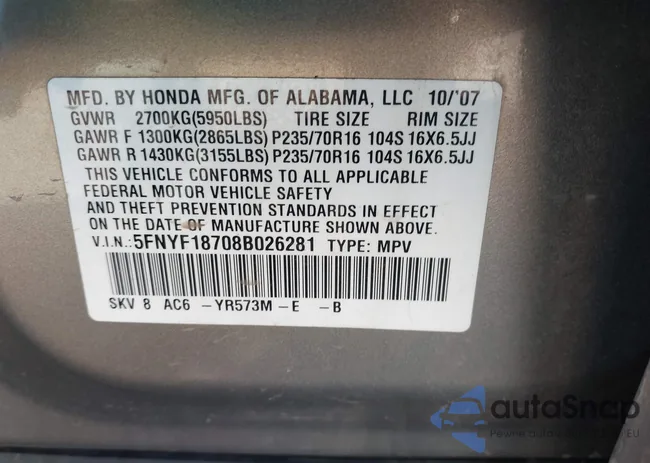 MFD. BY HONDA MFG. OF ALABAMA, LLC 10/'07
GVWR 2700KG(5950LBS) TIRE SIZE RIM SIZE
GAWR F 1300KG(2865LBS) P235/70R16 104S 16X6.5JJ
GAWR R 1430KG(3155LBS) P235/70R16 104S 16X6.5JJ
THIS VEHICLE CONFORMS TO ALL APPLICABLE
FEDERAL MOTOR VEHICLE SAFETY
AND THEFT PREVENTION STANDARDS IN EFFECT
ON THE DATE OF MANUFACTURE SHOWN ABOVE.
V.I.N.: 5FNYF18708B026281 TYPE: MPV
SKV 8 AC6 -YR573M-E -B
autoSnap
Pewne auto EU